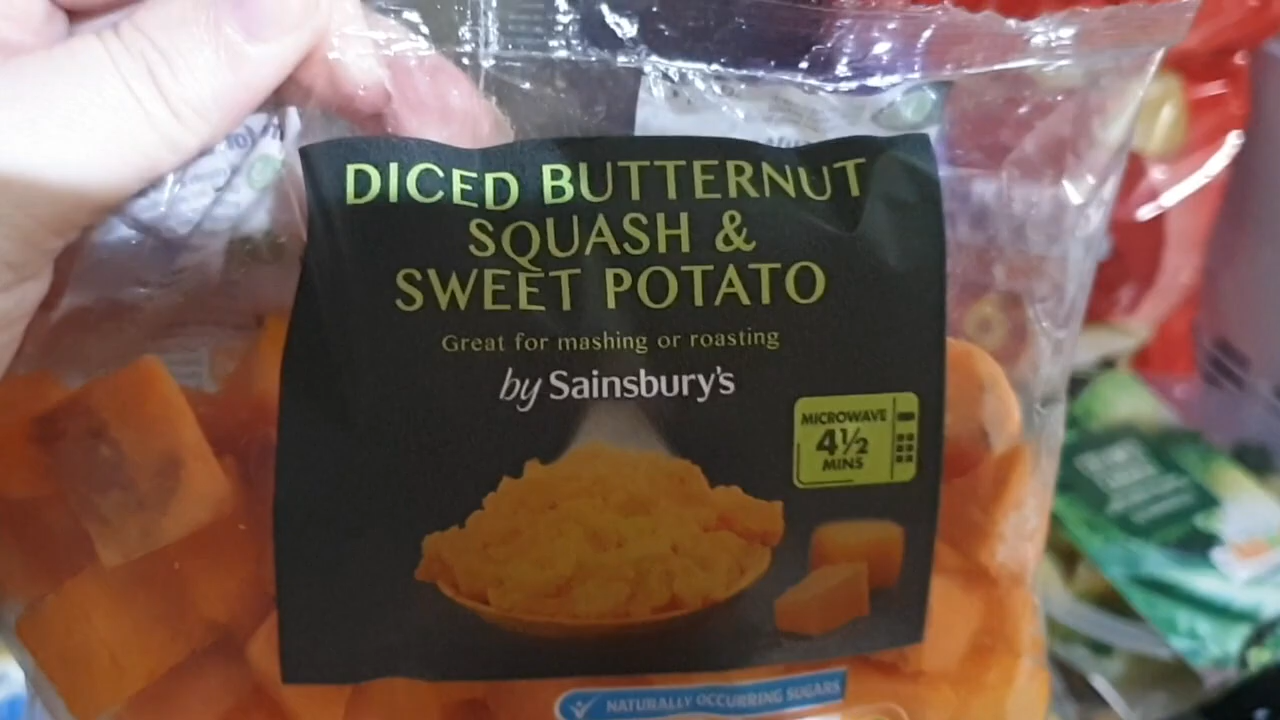 DICED BUTTERNUT
SQUASH &
SWEET POTATO
Great for mashing or roasting
by Sainsbury's
MICROWAVE
4½
MINS
NATURALLY OCCURRING SUGARS